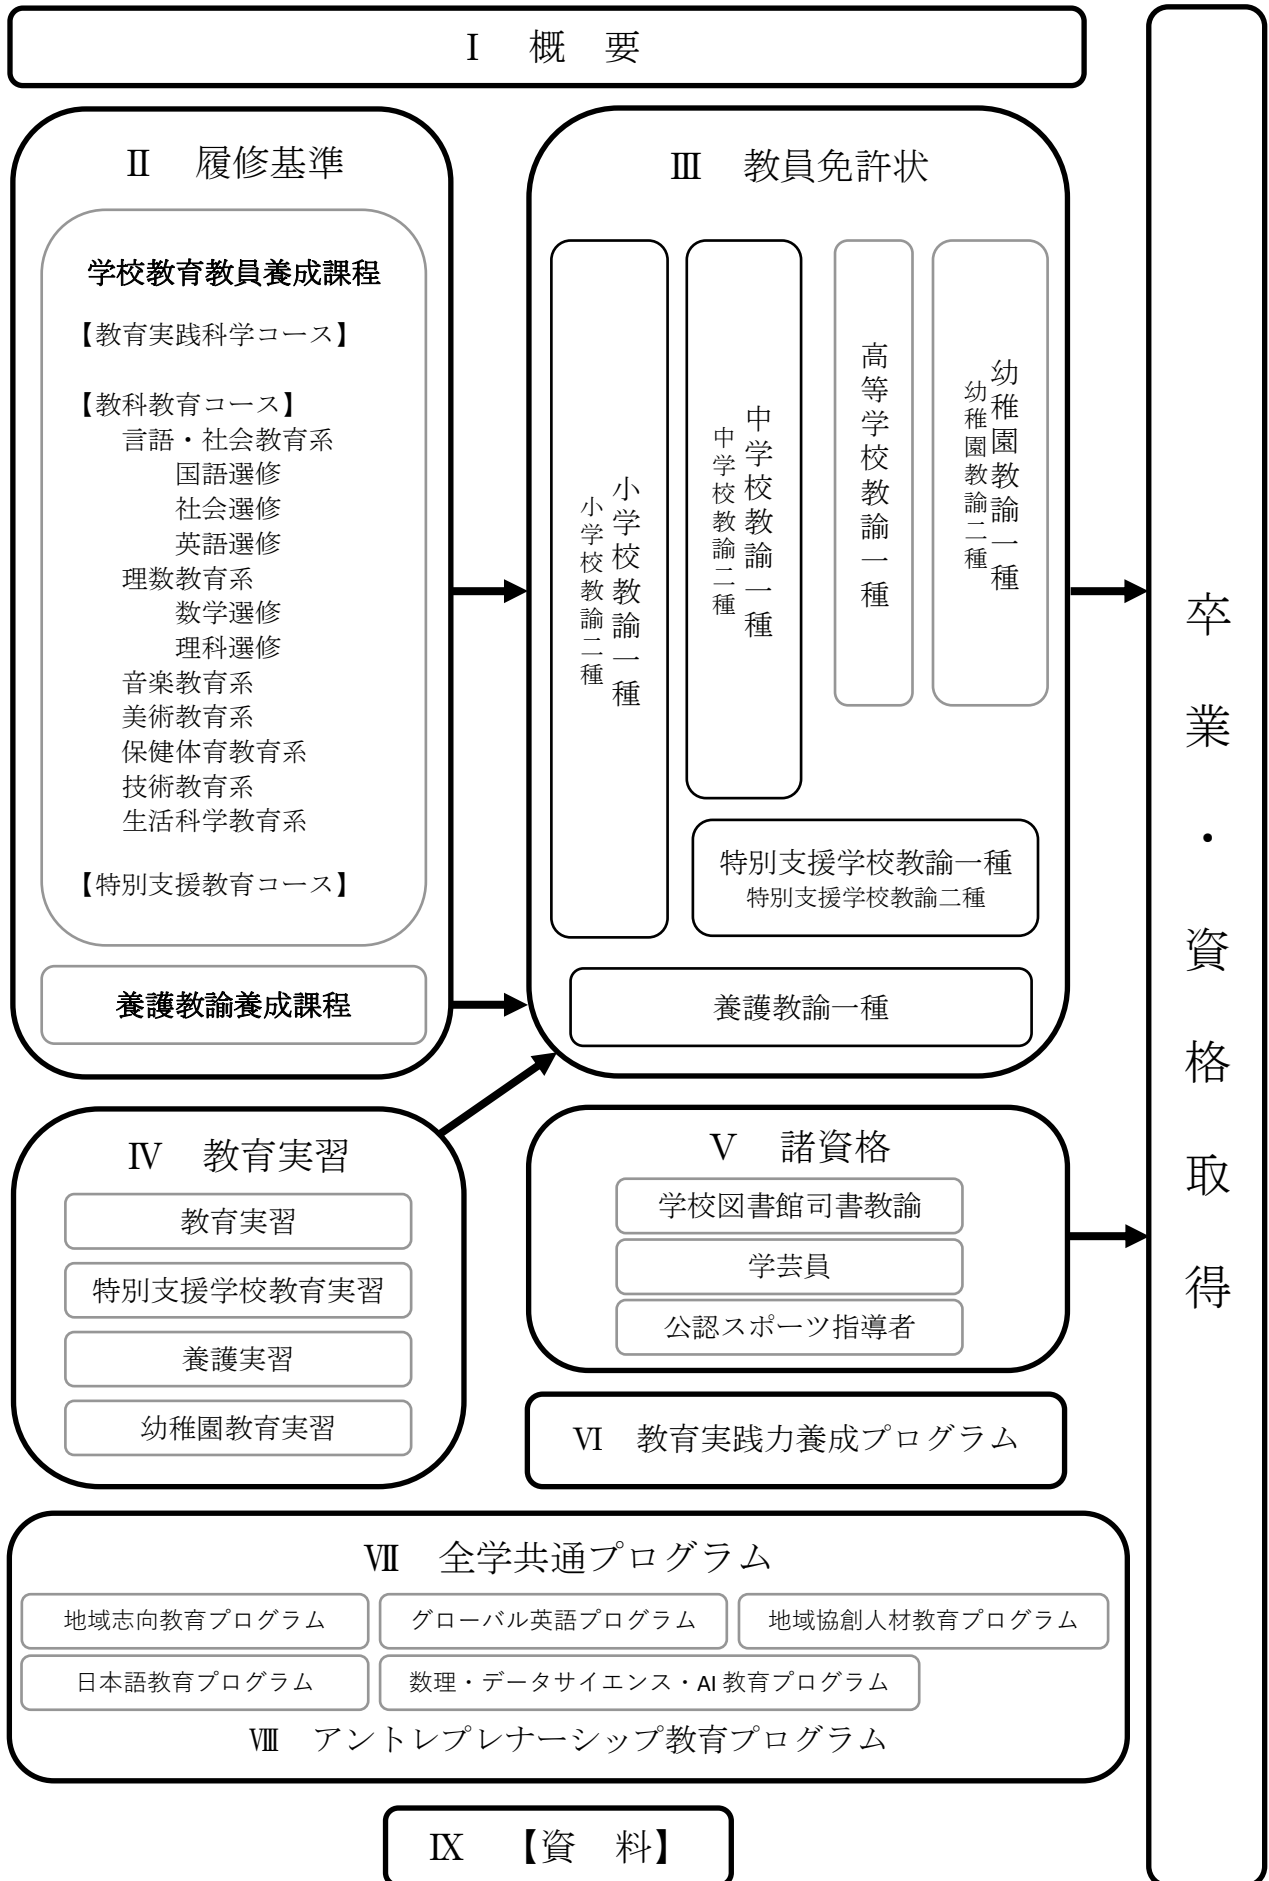 Ⅰ　概　要
Ⅱ　履修基準
学校教育教員養成課程
【教育実践科学コース】
【教科教育コース】
言語・社会教育系
国語選修
社会選修
英語選修
理数教育系
数学選修
理科選修
音楽教育系
美術教育系
保健体育教育系
技術教育系
生活科学教育系
【特別支援教育コース】
養護教諭養成課程
Ⅲ　教員免許状
小学校教諭一種
小学校教諭二種
中学校教諭一種
中学校教諭二種
高等学校教諭一種
幼稚園教諭一種
幼稚園教諭二種
特別支援学校教諭一種
特別支援学校教諭二種
養護教諭一種
Ⅳ　教育実習
教育実習
特別支援学校教育実習
養護実習
幼稚園教育実習
Ⅴ　諸資格
学校図書館司書教諭
学芸員
公認スポーツ指導者
Ⅵ　教育実践力養成プログラム
Ⅶ　全学共通プログラム
地域志向教育プログラム
グローバル英語プログラム
地域協創人材教育プログラム
日本語教育プログラム
数理・データサイエンス・AI 教育プログラム
Ⅷ　アントレプレナーシップ教育プログラム
Ⅸ　【資　料】
卒業・資格取得